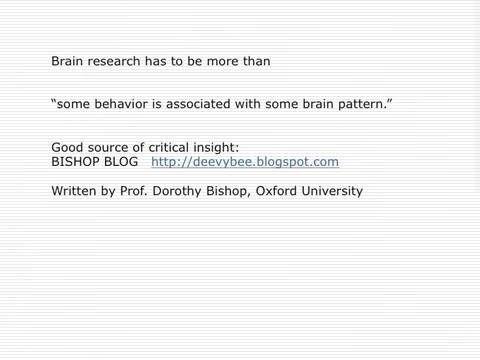 Brain research has to be more than
“some behavior is associated with some brain pattern.”
Good source of critical insight:
BISHOP BLOG http://deevybee.blogspot.com
Written by Prof. Dorothy Bishop, Oxford University